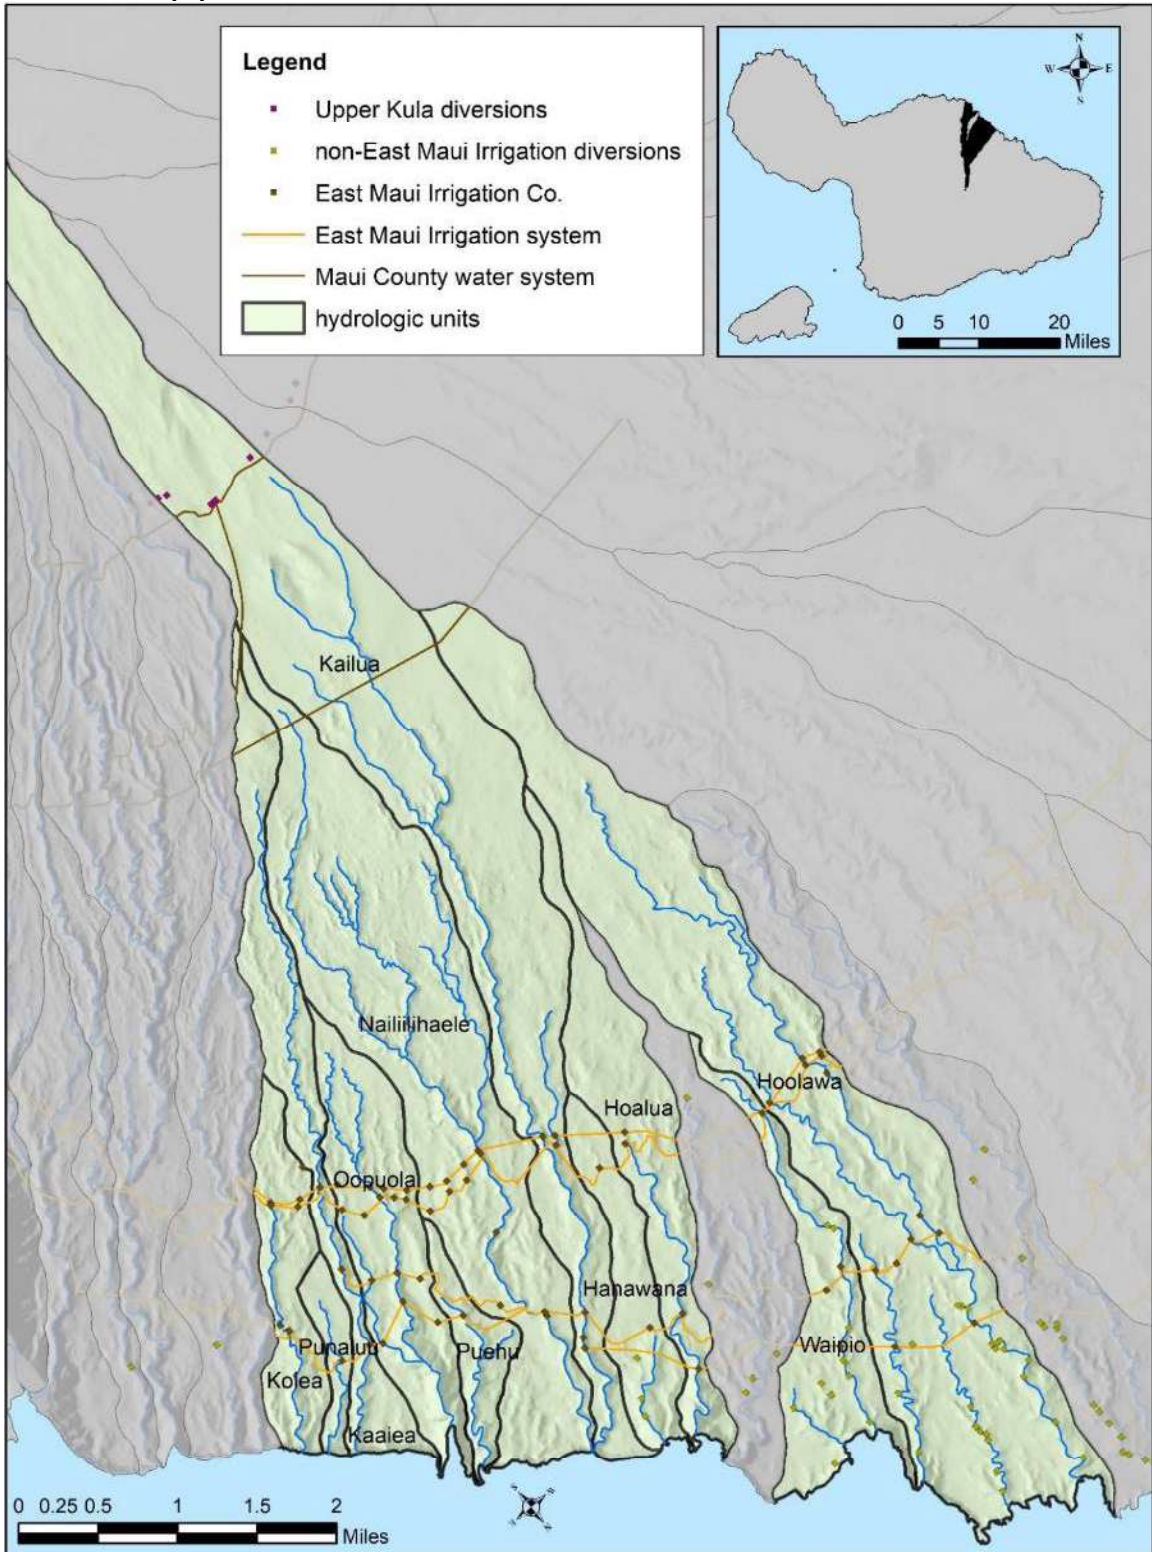 Legend
Upper Kula diversions
non-East Maui Irrigation diversions
East Maui Irrigation Co.
East Maui Irrigation system
Maui County water system
hydrologic units
N
W E
S
0 5 10 20
Miles
Kailua
Nailiilihaele
Hoolawa
Hoalua
Oopuola
Hanawana
Punaluu
Puehu
Waipio
Kolea
Kaaiea
0 0.25 0.5 1 1.5 2
Miles